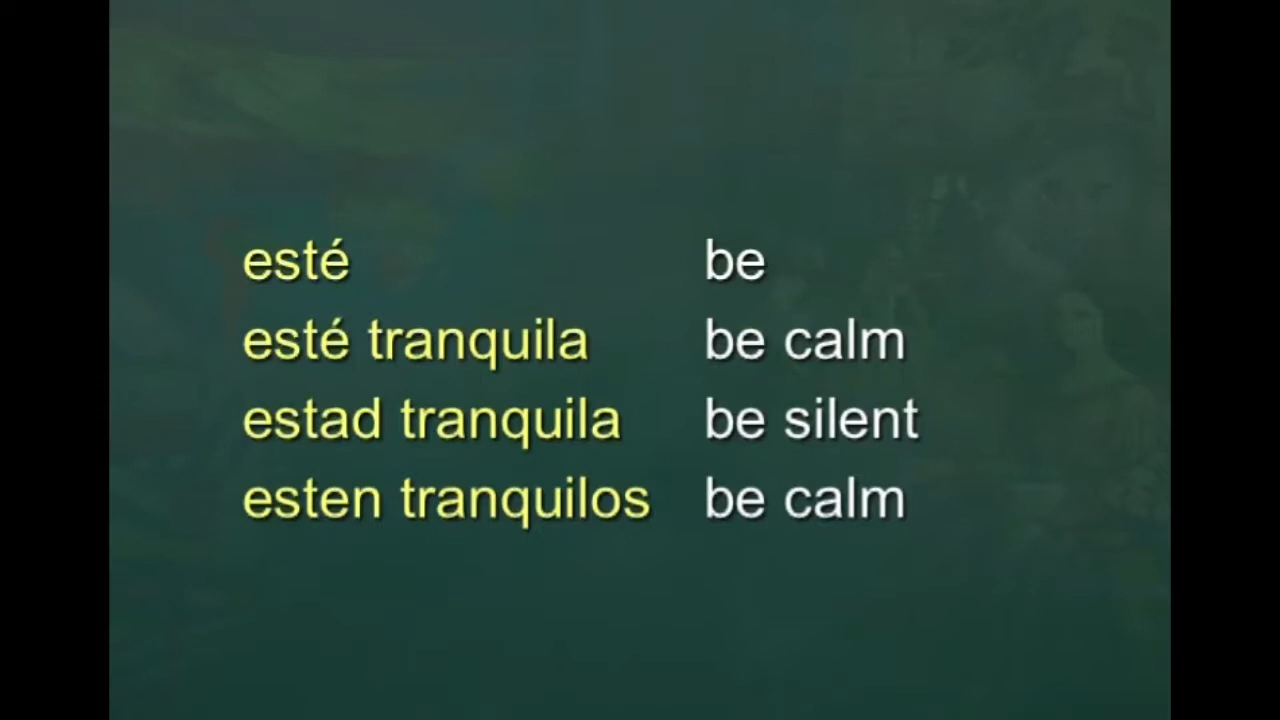 esté be
esté tranquila be calm
estad tranquila be silent
esten tranquilos be calm